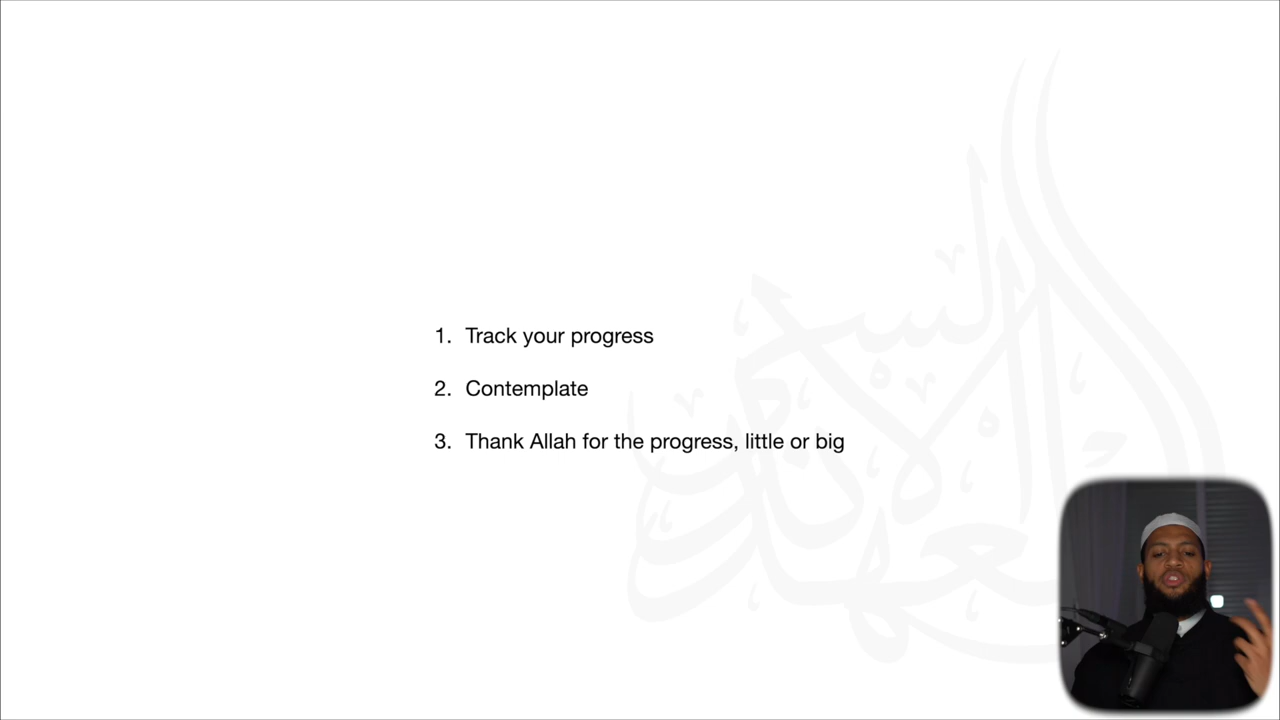 1. Track your progress
2. Contemplate
3. Thank Allah for the progress, little or big